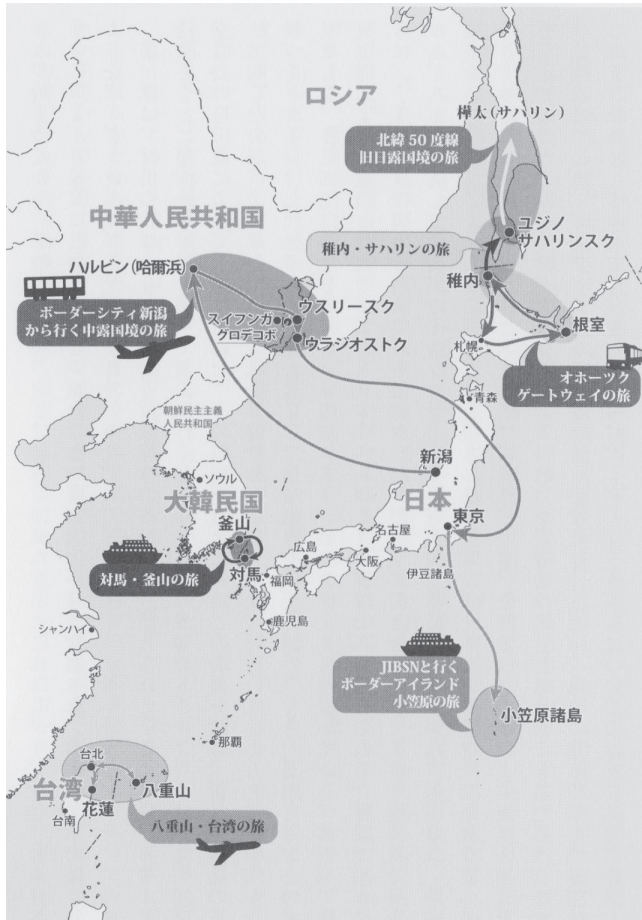 ロシア
樺太(サハリン)
北緯50度線
旧日露国境の旅
中華人民共和国
ユジノ
サハリンスク
稚内・サハリンの旅
ハルビン(哈爾浜)
稚内
ボーダーシティ新潟
から行く中露国境の旅
ウスリースク
スイフンガ
グロデコボ
ウラジオストク
根室
札幌
オホーツク
ゲートウェイの旅
青森
朝鮮民主主義
人民共和国
新潟
ソウル
大韓民国
日本
釜山
東京
名古屋
広島
大阪
対馬・釜山の旅
対馬
福岡
伊豆諸島
鹿児島
シャンハイ
JIBSNと行く
ボーダーアイランド
小笠原の旅
小笠原諸島
那覇
台北
台湾
八重山
花蓮
台南
八重山・台湾の旅